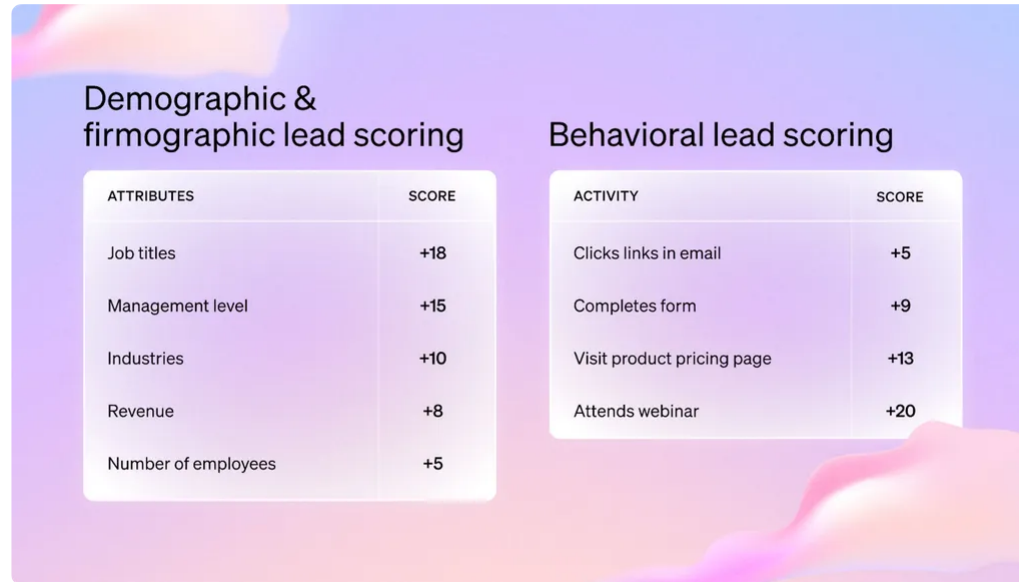 Demographic &
firmographic lead scoring
ATTRIBUTES SCORE
Job titles +18
Management level +15
Industries +10
Revenue +8
Number of employees +5
Behavioral lead scoring
ACTIVITY SCORE
Clicks links in email +5
Completes form +9
Visit product pricing page +13
Attends webinar +20